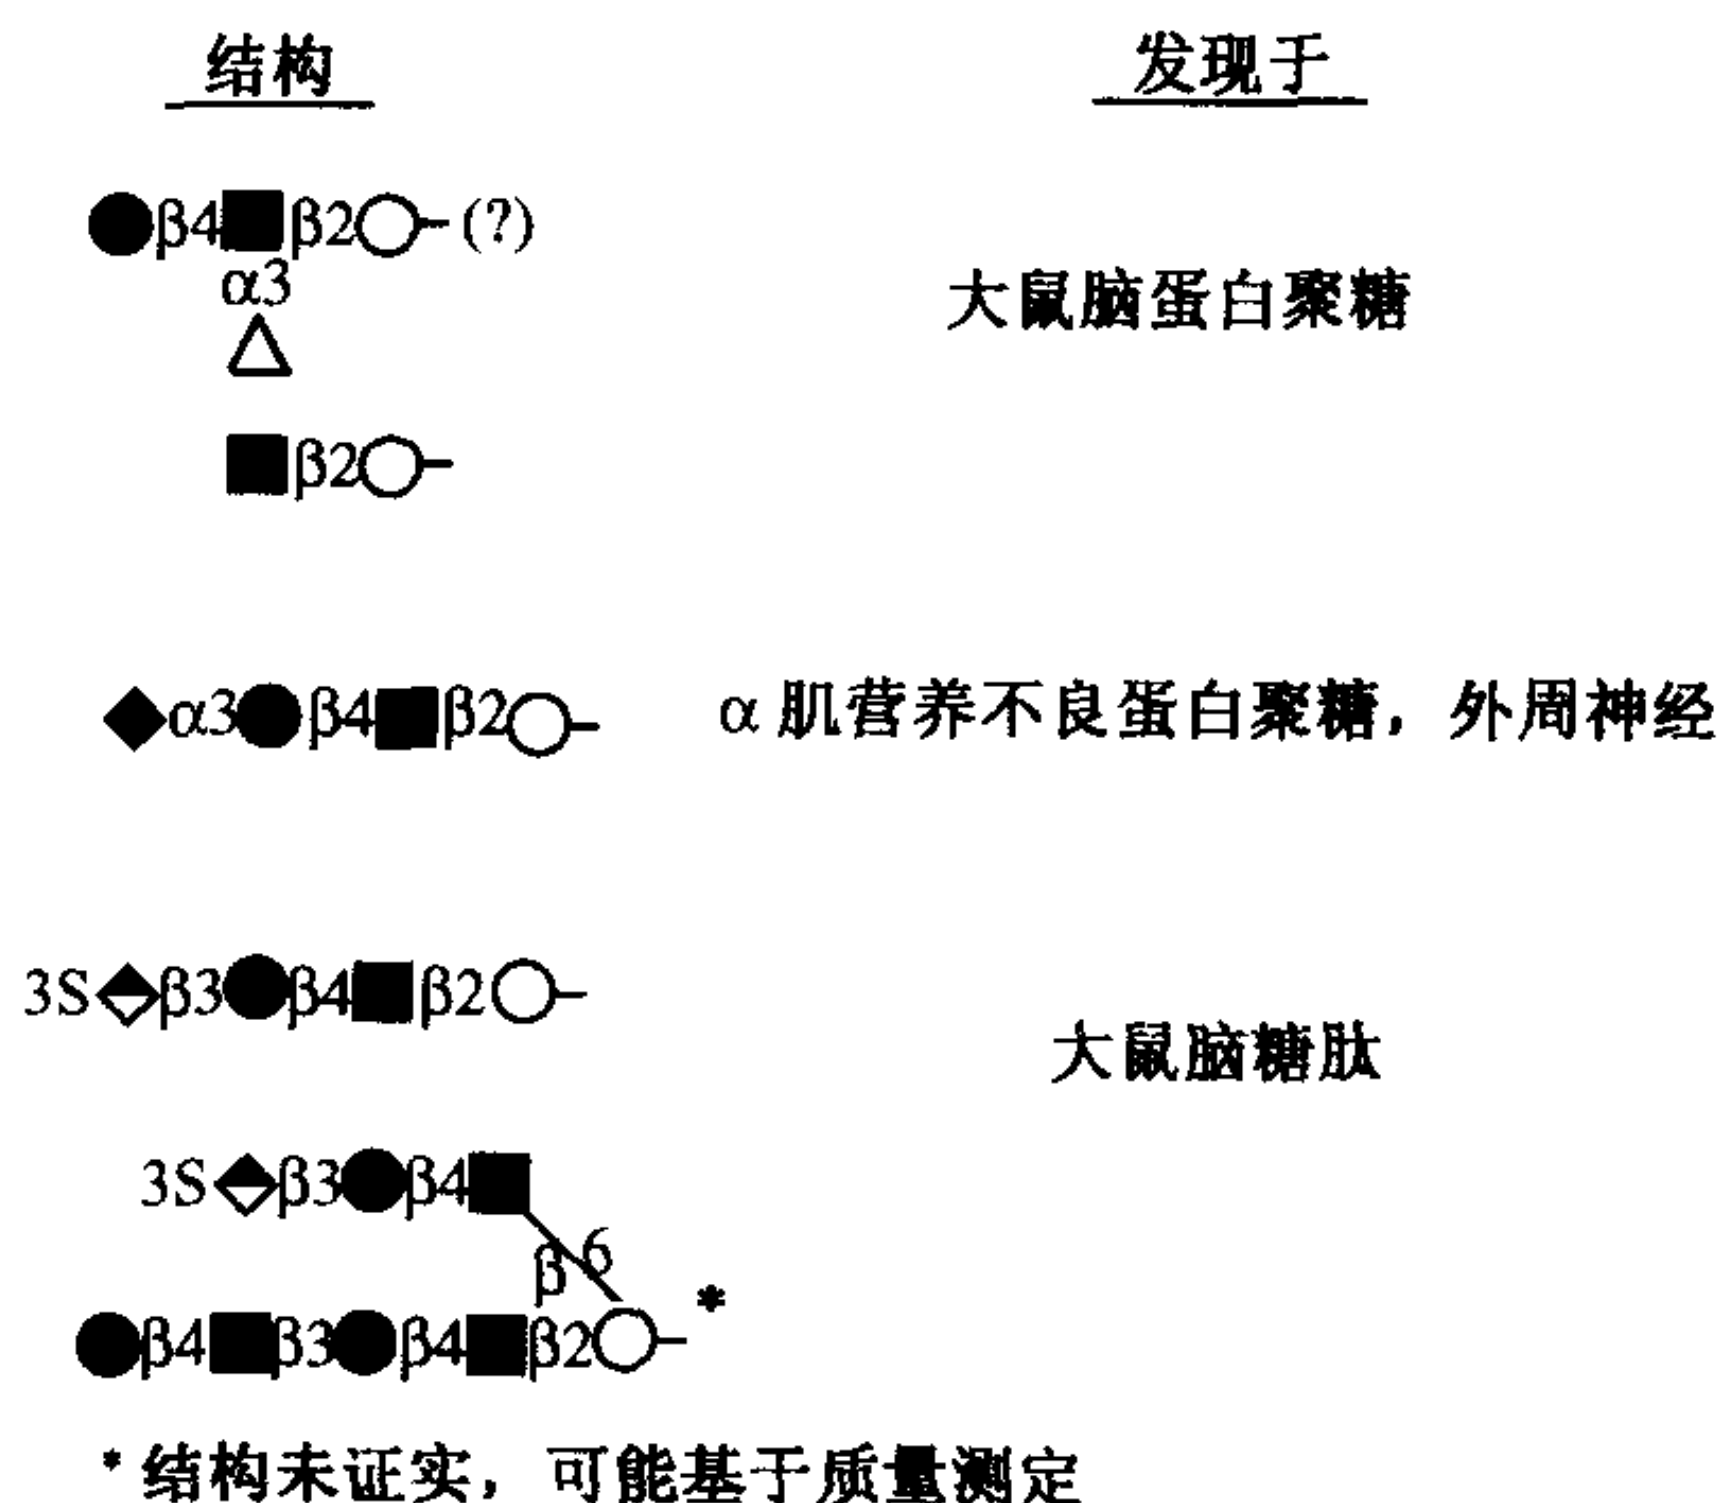 结构 发现于
β4 β2 (?)
α3
大鼠脑蛋白聚糖
β2
α3 β4 β2 α肌营养不良蛋白聚糖，外周神经
3S β3 β4 β2
大鼠脑糖肽
3S β3 β4
β 6
*
β4 β3 β4 β2
* 结构未证实，可能基于质量测定